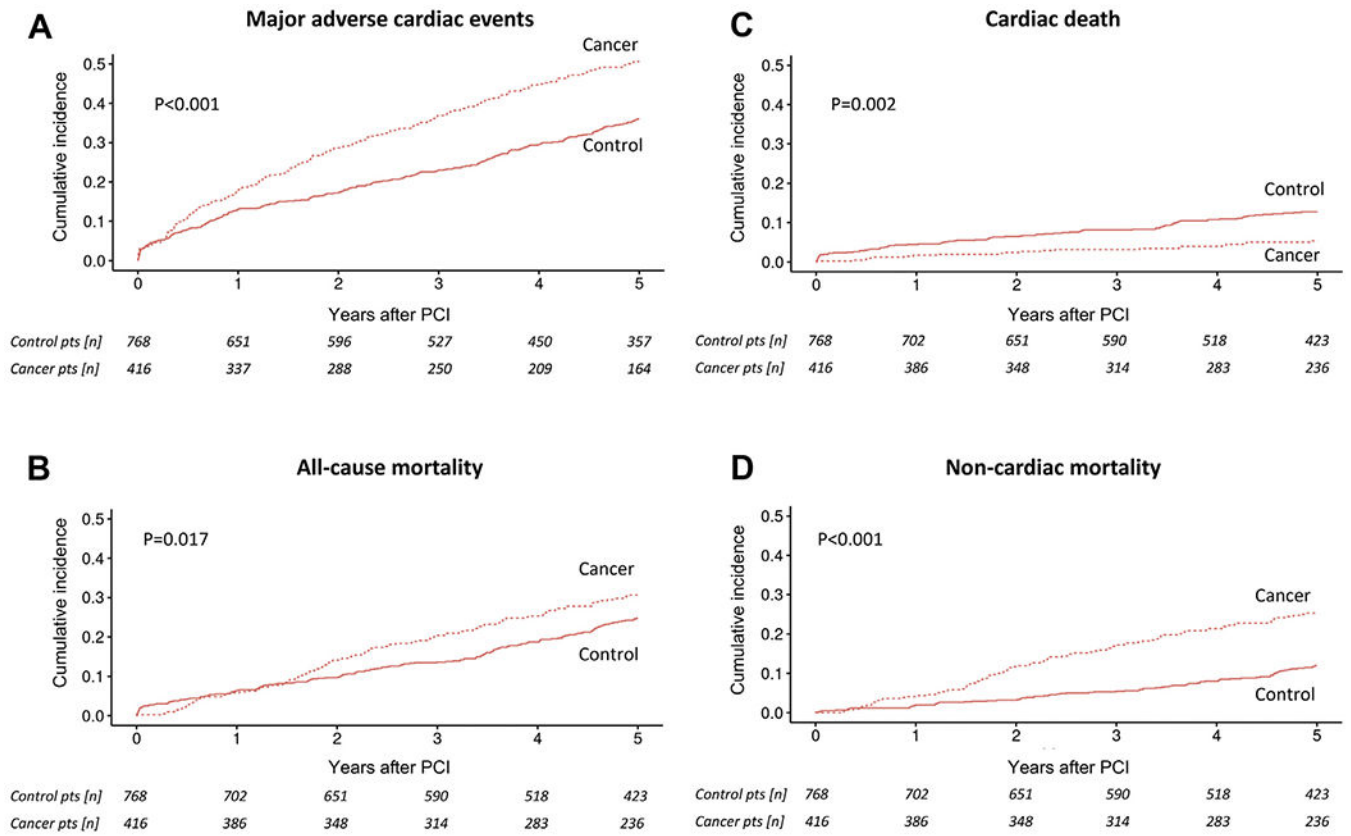 A
Major adverse cardiac events
Cumulative incidence
0.5
0.4
0.3
0.2
0.1
0.0
P<0.001
Cancer
Control
0 1 2 3 4 5
Years after PCI
Control pts [n] 768 651 596 527 450 357
Cancer pts [n] 416 337 288 250 209 164
C
Cardiac death
Cumulative incidence
0.5
0.4
0.3
0.2
0.1
0.0
P=0.002
Control
Cancer
0 1 2 3 4 5
Years after PCI
Control pts [n] 768 702 651 590 518 423
Cancer pts [n] 416 386 348 314 283 236
B
All-cause mortality
Cumulative incidence
0.5
0.4
0.3
0.2
0.1
0.0
P=0.017
Cancer
Control
0 1 2 3 4 5
Years after PCI
Control pts [n] 768 702 651 590 518 423
Cancer pts [n] 416 386 348 314 283 236
D
Non-cardiac mortality
Cumulative incidence
0.5
0.4
0.3
0.2
0.1
0.0
P<0.001
Cancer
Control
0 1 2 3 4 5
Years after PCI
Control pts [n] 768 702 651 590 518 423
Cancer pts [n] 416 386 348 314 283 236